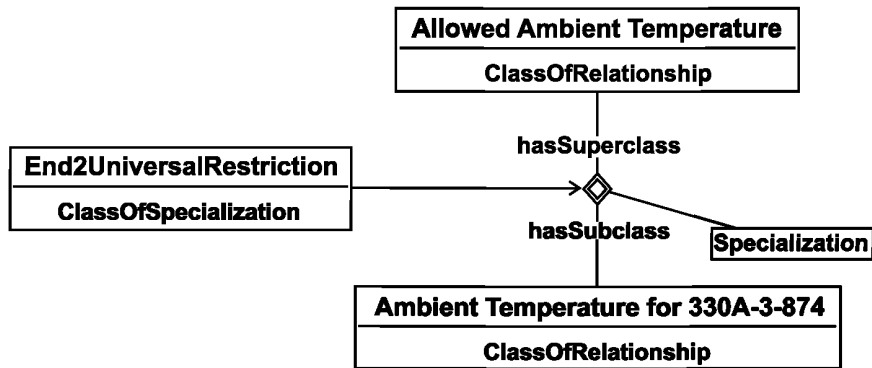 Allowed Ambient Temperature
ClassOfRelationship
hasSuperclass
End2UniversalRestriction
ClassOfSpecialization
hasSubclass
Specialization
Ambient Temperature for 330A-3-874
ClassOfRelationship